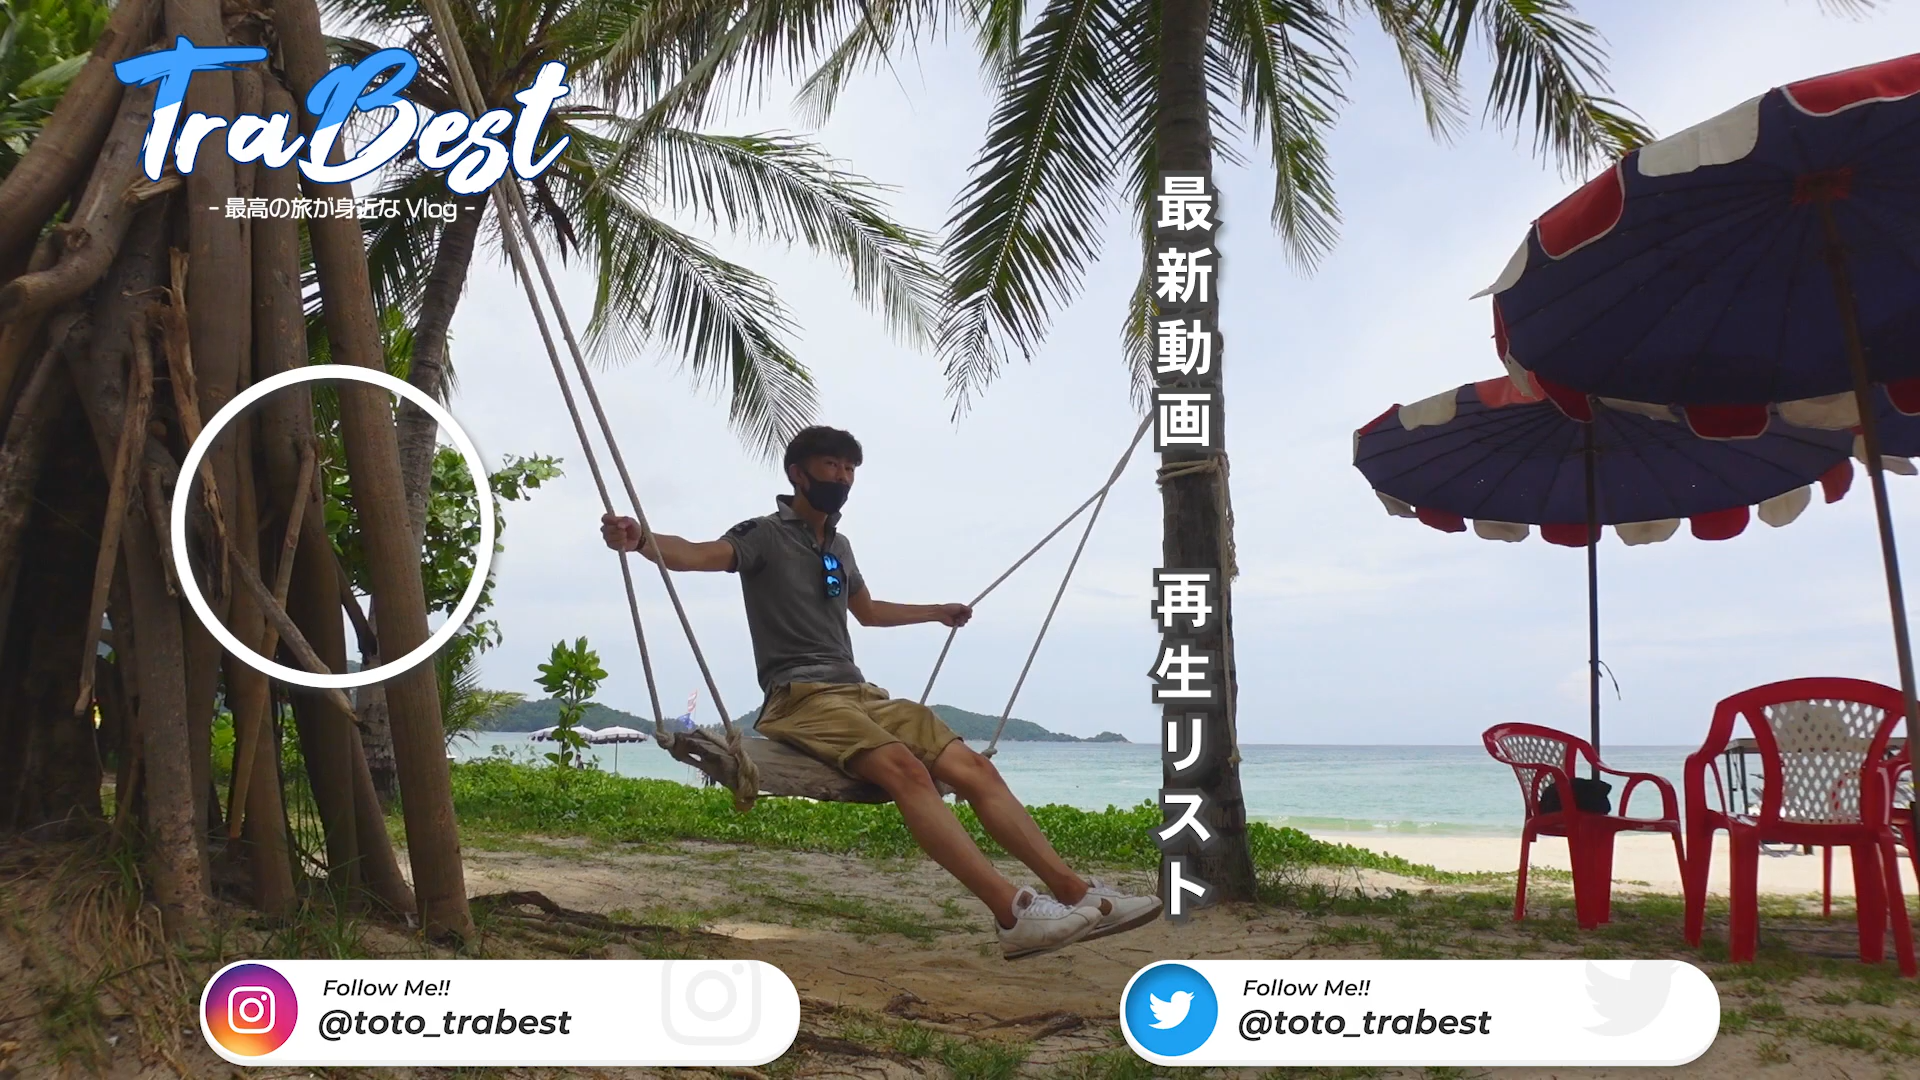 TraBest
- 最高の旅が身近な Vlog -
最新動画
再生リスト
Follow Me!!
@toto_trabest
Follow Me!!
@toto_trabest